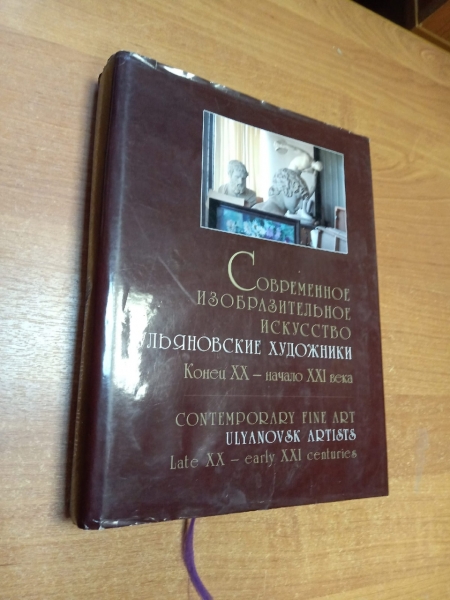 Современное
изобразительное
искусство
Ульяновские художники
Конец XX – начало XXI века
Contemporary Fine Art
Ulyanovsk Artists
Late XX – early XXI centuries